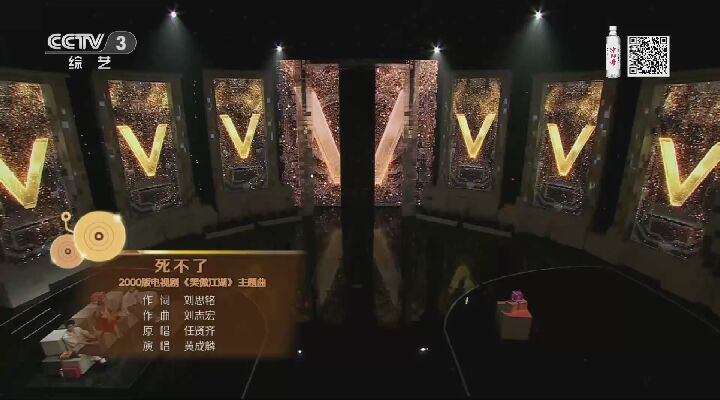 CCTV 3
综艺
死不了
2000版电视剧《笑傲江湖》主题曲
作 词 刘思铭
作 曲 刘志宏
原 唱 任贤齐
演 唱 黄成麟
V
V
V
V
V
V
V